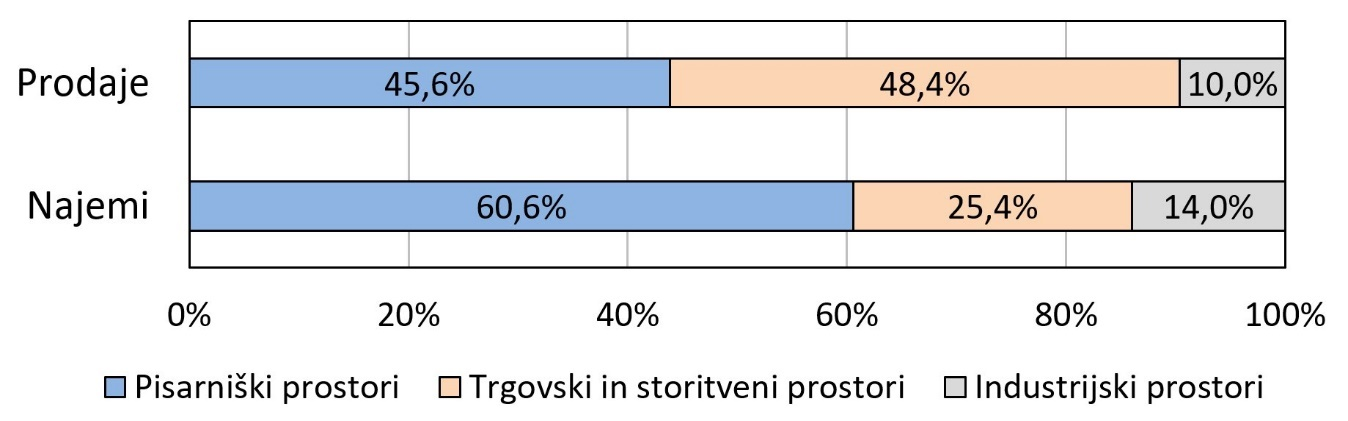 Prodaje 45,6% 48,4% 10,0%
Najemi 60,6% 25,4% 14,0%
0% 20% 40% 60% 80% 100%
Pisarniški prostori Trgovski in storitveni prostori Industrijski prostori